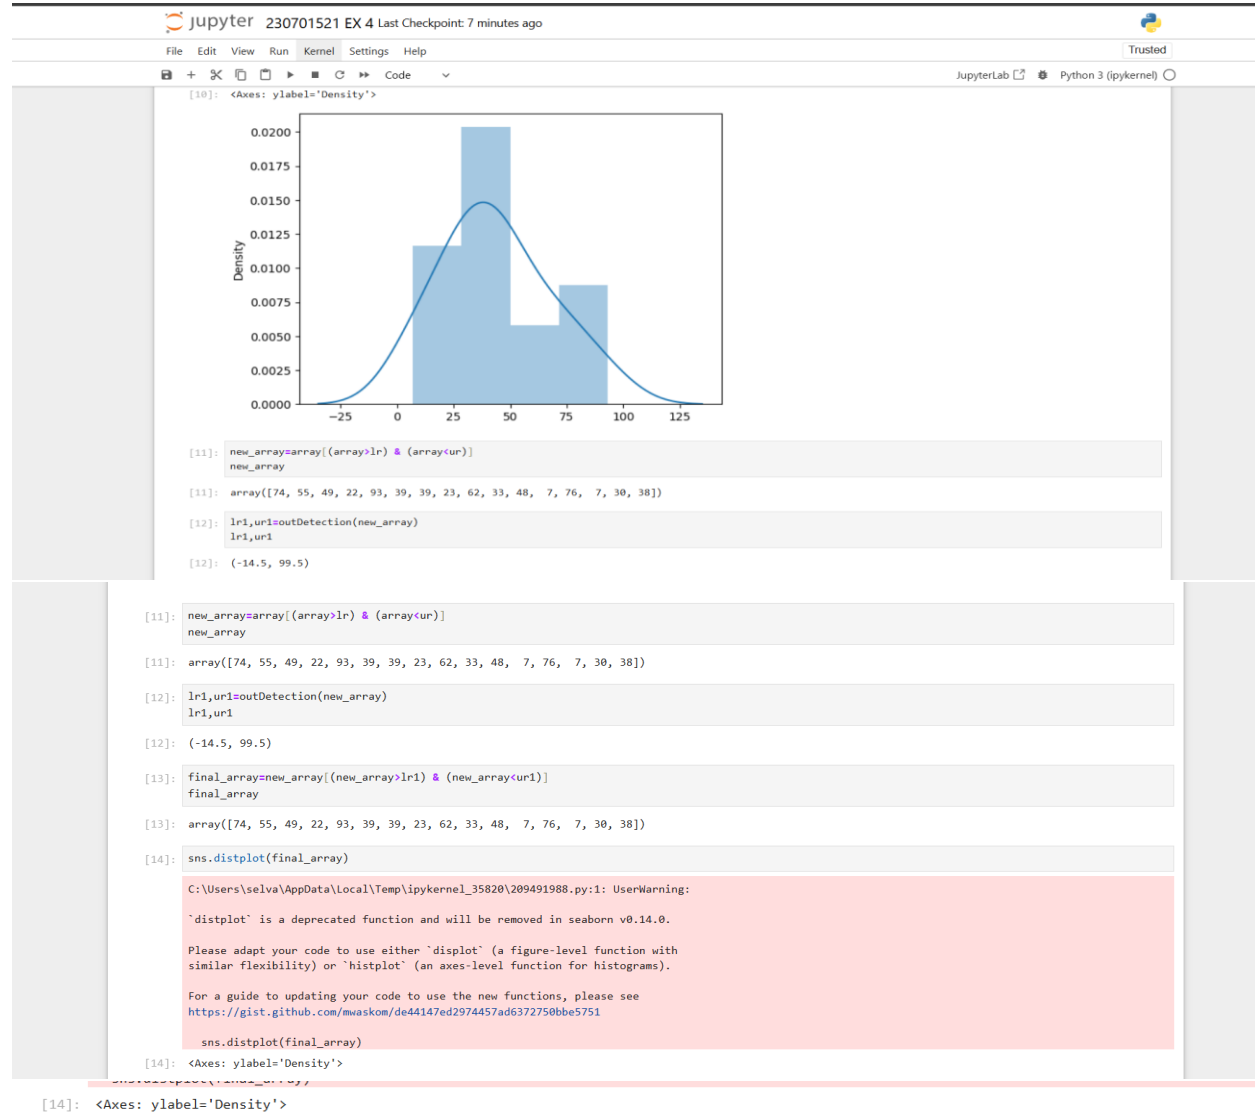 jupyter 230701521 EX 4 Last Checkpoint: 7 minutes ago
File Edit View Run Kernel Settings Help Trusted
Code JupyterLab Python 3 (ipykernel)
[10]: <Axes: ylabel='Density'>
0.0200
0.0175
0.0150
0.0125
0.0100
0.0075
0.0050
0.0025
0.0000
Density
−25 0 25 50 75 100 125
[11]: new_array=array[(array>lr) & (array<ur)]
new_array
[11]: array([74, 55, 49, 22, 93, 39, 39, 23, 62, 33, 48,  7, 76,  7, 30, 38])
[12]: lr1,ur1=outDetection(new_array)
lr1,ur1
[12]: (-14.5, 99.5)
[11]: new_array=array[(array>lr) & (array<ur)]
new_array
[11]: array([74, 55, 49, 22, 93, 39, 39, 23, 62, 33, 48,  7, 76,  7, 30, 38])
[12]: lr1,ur1=outDetection(new_array)
lr1,ur1
[12]: (-14.5, 99.5)
[13]: final_array=new_array[(new_array>lr1) & (new_array<ur1)]
final_array
[13]: array([74, 55, 49, 22, 93, 39, 39, 23, 62, 33, 48,  7, 76,  7, 30, 38])
[14]: sns.distplot(final_array)
C:\Users\selva\AppData\Local\Temp\ipykernel_35820\209491988.py:1: UserWarning:
`distplot` is a deprecated function and will be removed in seaborn v0.14.0.
Please adapt your code to use either `displot` (a figure-level function with
similar flexibility) or `histplot` (an axes-level function for histograms).
For a guide to updating your code to use the new functions, please see
https://gist.github.com/mwaskom/de44147ed2974457ad6372750bbe5751
sns.distplot(final_array)
[14]: <Axes: ylabel='Density'>
sns.distplot(final_array)
[14]: <Axes: ylabel='Density'>